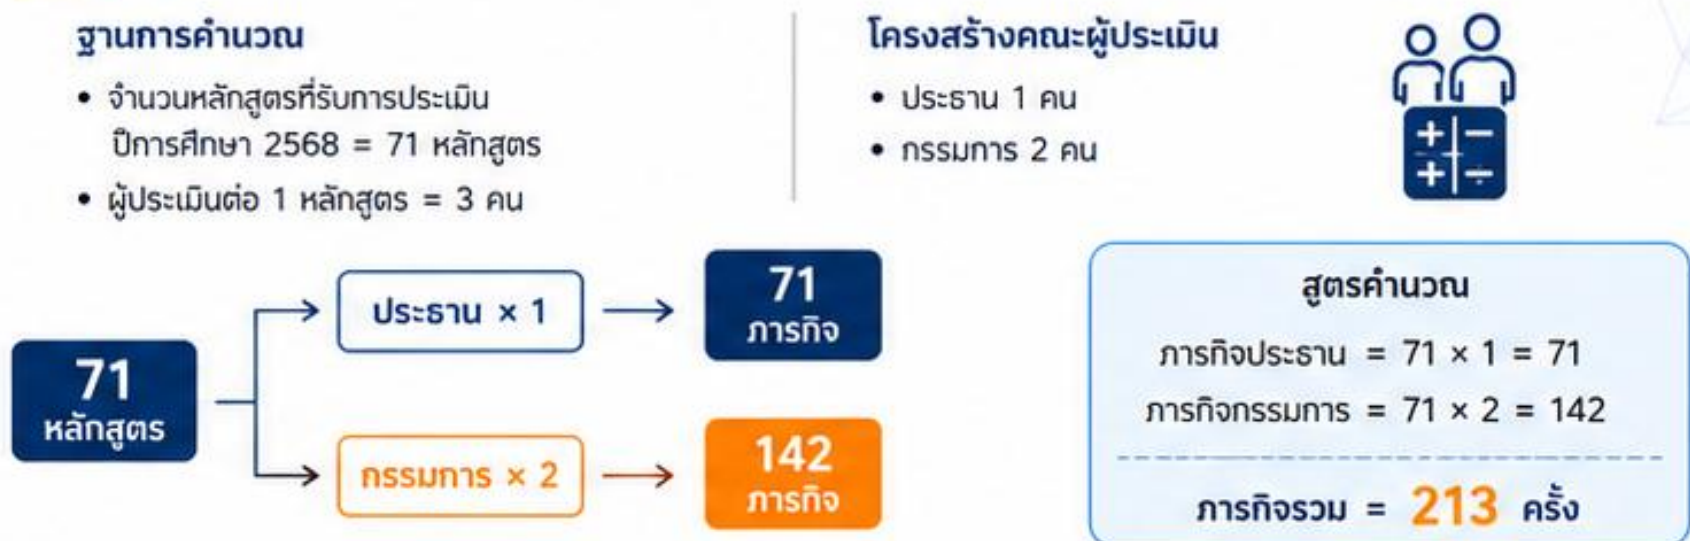 ฐานการคำนวณ
• จำนวนหลักสูตรที่รับการประเมิน
ปีการศึกษา 2568 = 71 หลักสูตร
• ผู้ประเมินต่อ 1 หลักสูตร = 3 คน
โครงสร้างคณะผู้ประเมิน
• ประธาน 1 คน
• กรรมการ 2 คน
71
หลักสูตร
ประธาน × 1
71
ภารกิจ
กรรมการ × 2
142
ภารกิจ
สูตรคำนวณ
ภารกิจประธาน = 71 × 1 = 71
ภารกิจกรรมการ = 71 × 2 = 142
ภารกิจรวม = 213 ครั้ง